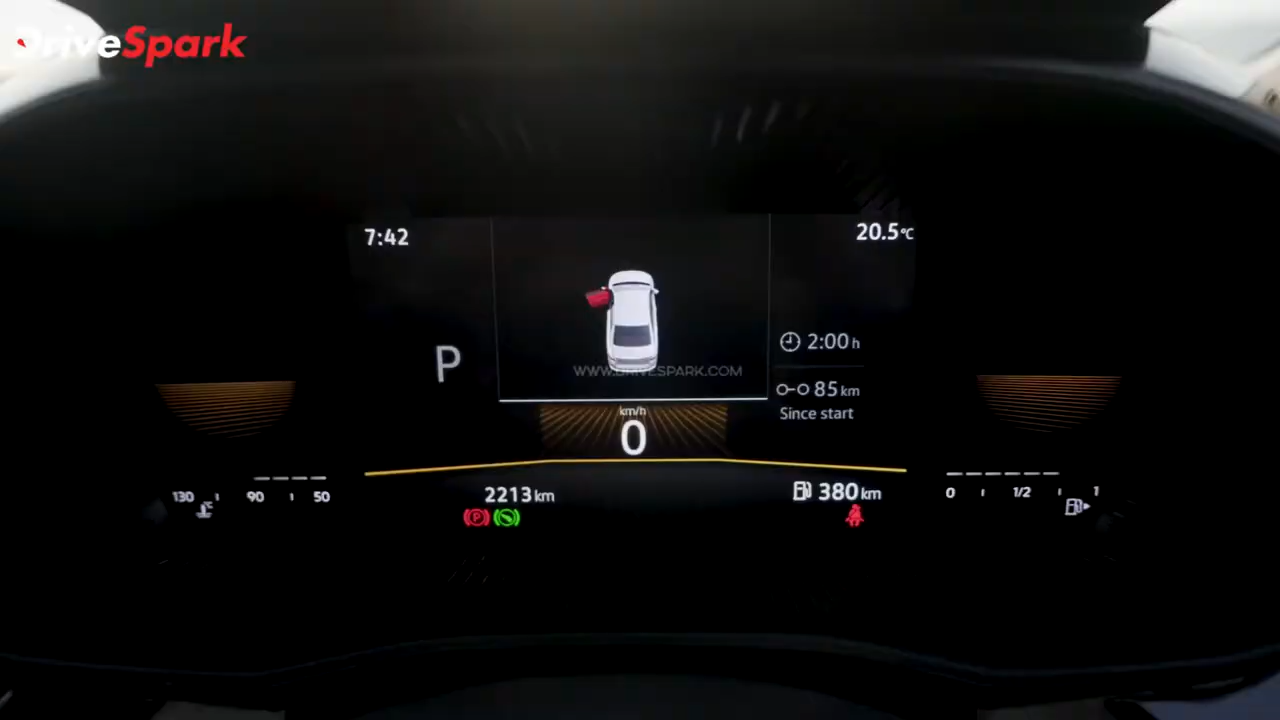 DriveSpark
7:42
20.5°C
P
WWW.DRIVESPARK.COM
2:00 h
85 km
Since start
km/h
0
130 90 50
2213 km
380 km
0 1/2 1
P